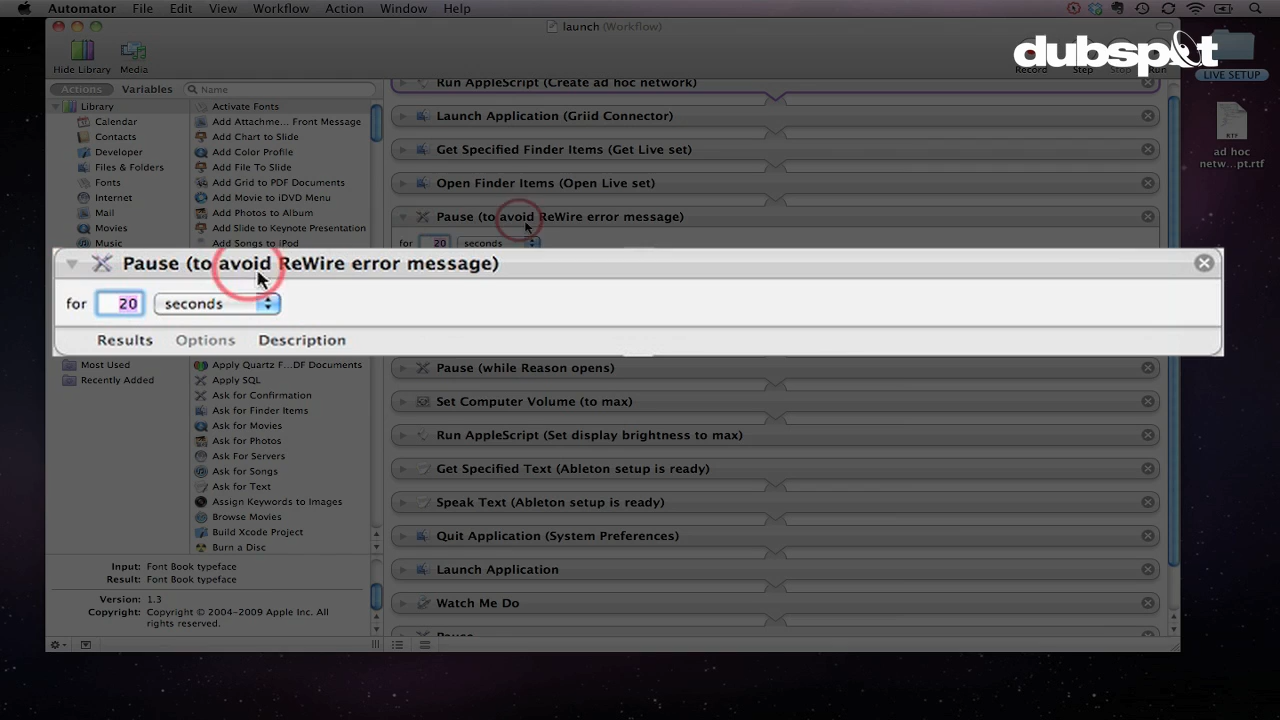 Automator File Edit View Workflow Action Window Help
launch (Workflow)
dubspot
Hide Library Media
Record Step Stop Run
LIVE SETUP
Actions Variables Name
Library
Calendar
Contacts
Developer
Files & Folders
Fonts
Internet
Mail
Movies
Music
Most Used
Recently Added
Activate Fonts
Add Attachme... Front Message
Add Chart to Slide
Add Color Profile
Add File To Slide
Add Grid to PDF Documents
Add Movie to iDVD Menu
Add Photos to Album
Add Slide to Keynote Presentation
Add Songs to iPod
Apply Quartz F...DF Documents
Apply SQL
Ask for Confirmation
Ask for Finder Items
Ask for Movies
Ask for Photos
Ask For Servers
Ask for Songs
Ask for Text
Assign Keywords to Images
Browse Movies
Build Xcode Project
Burn a Disc
Run AppleScript (Create ad hoc network)
Launch Application (Griid Connector)
Get Specified Finder Items (Get Live set)
Open Finder Items (Open Live set)
Pause (to avoid ReWire error message)
for 20 seconds
Pause (to avoid ReWire error message)
for 20 seconds
Results Options Description
Pause (while Reason opens)
Set Computer Volume (to max)
Run AppleScript (Set display brightness to max)
Get Specified Text (Ableton setup is ready)
Speak Text (Ableton setup is ready)
Quit Application (System Preferences)
Launch Application
Watch Me Do
Pause
Input: Font Book typeface
Result: Font Book typeface
Version: 1.3
Copyright: Copyright © 2004-2009 Apple Inc. All
rights reserved.
RTF
ad hoc
netw...pt.rtf